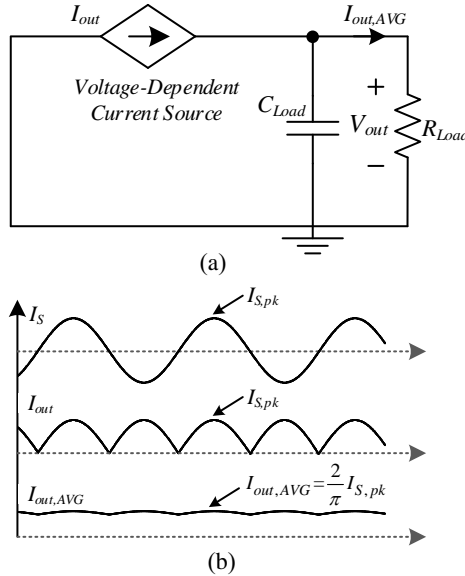 I_out I_out,AVG
Voltage-Dependent
Current Source
C_Load
+
V_out
−
R_Load
(a)
I_S
I_S,pk
I_out
I_S,pk
I_out,AVG
I_out,AVG = 2/π I_S,pk
(b)